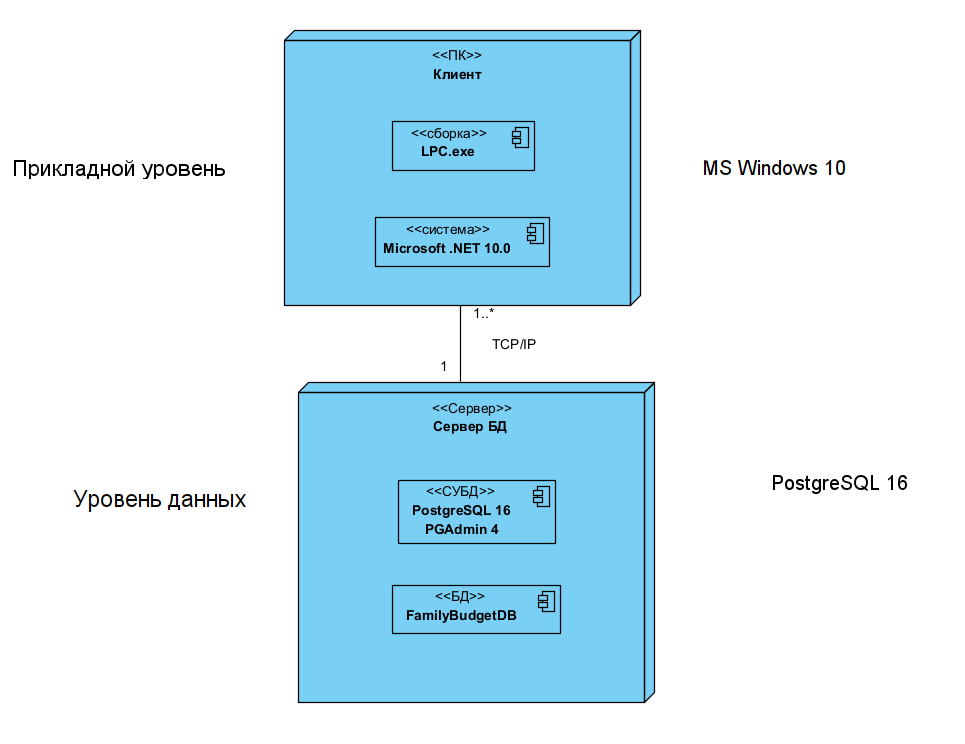 <<ПК>>
Клиент
<<сборка>>
LPC.exe
Прикладной уровень
MS Windows 10
<<система>>
Microsoft .NET 10.0
1..*
TCP/IP
1
<<Сервер>>
Сервер БД
Уровень данных
PostgreSQL 16
<<СУБД>>
PostgreSQL 16
PGAdmin 4
<<БД>>
FamilyBudgetDB